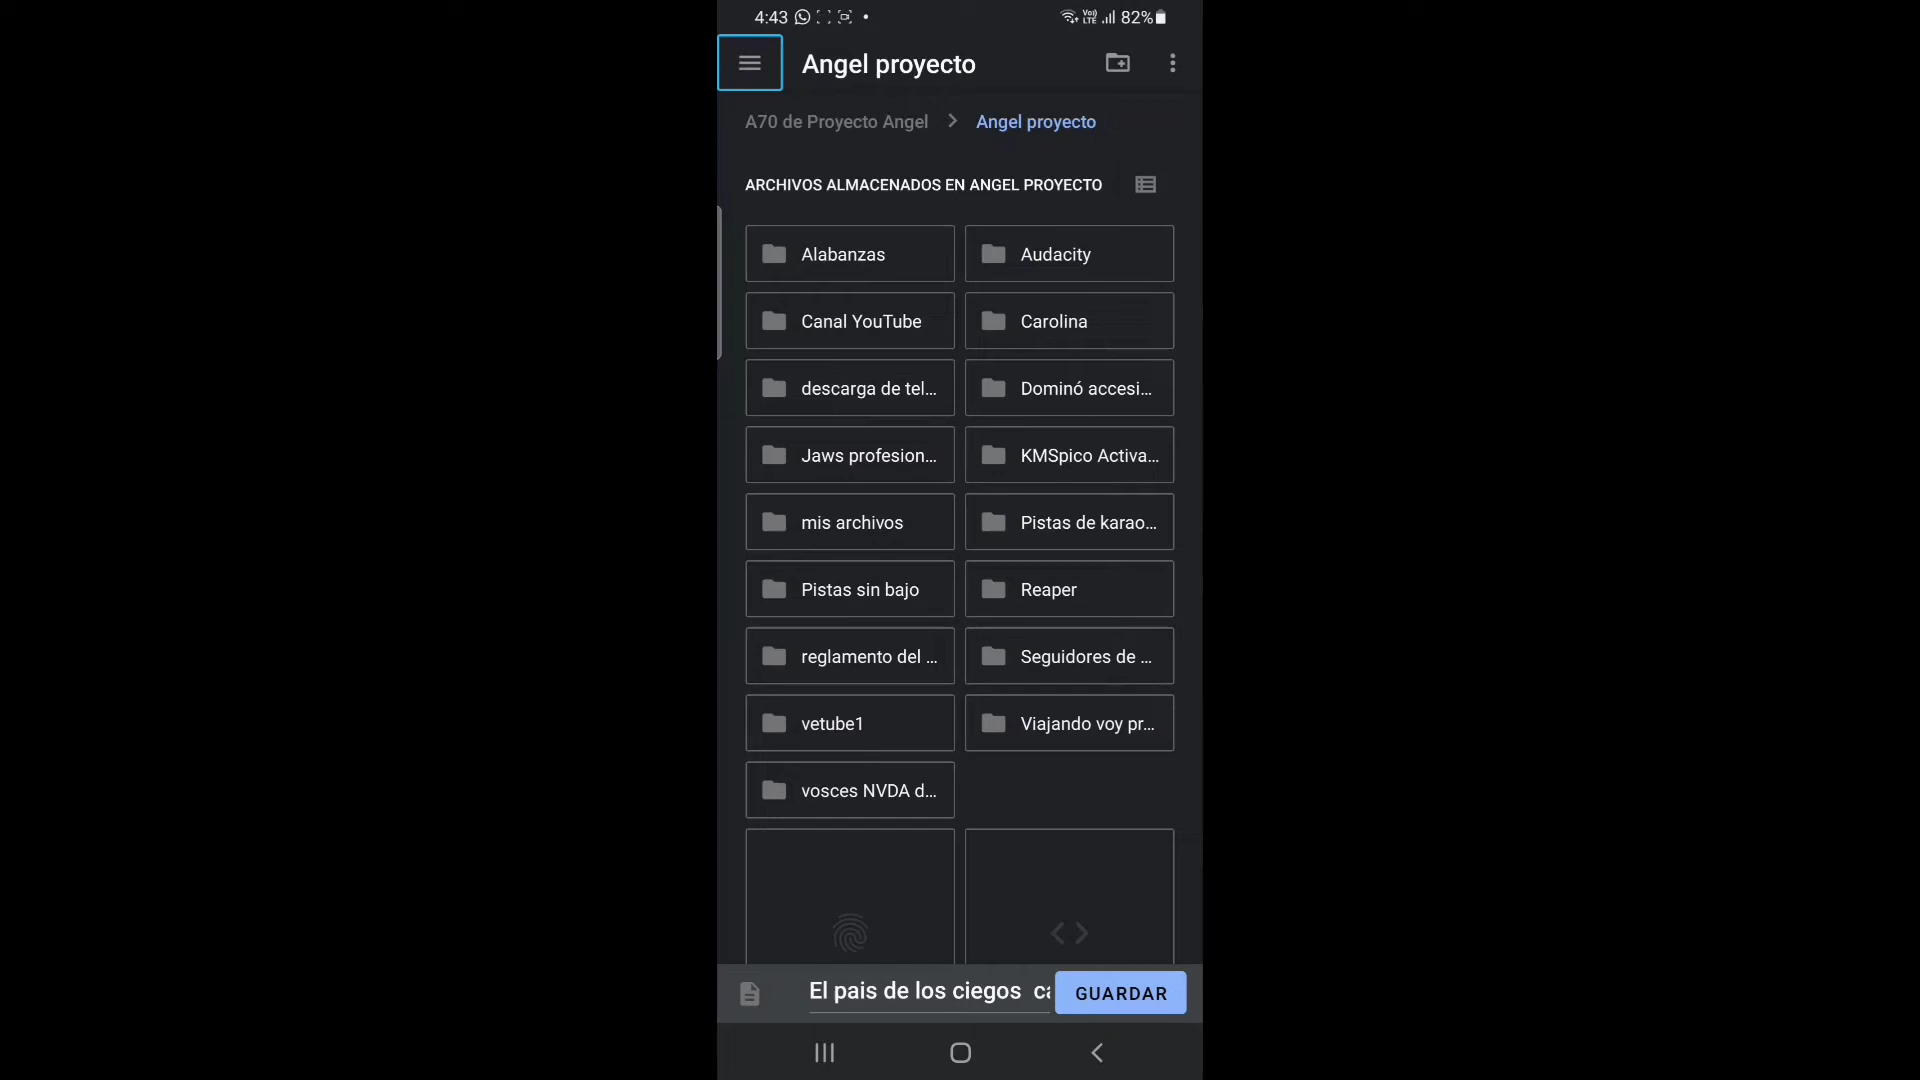 4:43 82%
Angel proyecto
A70 de Proyecto Angel > Angel proyecto
ARCHIVOS ALMACENADOS EN ANGEL PROYECTO
Alabanzas Audacity
Canal YouTube Carolina
descarga de tel... Dominó accesi...
Jaws profesion... KMSpico Activa...
mis archivos Pistas de karao...
Pistas sin bajo Reaper
reglamento del ... Seguidores de ...
vetube1 Viajando voy pr...
vosces NVDA d...
El pais de los ciegos GUARDAR